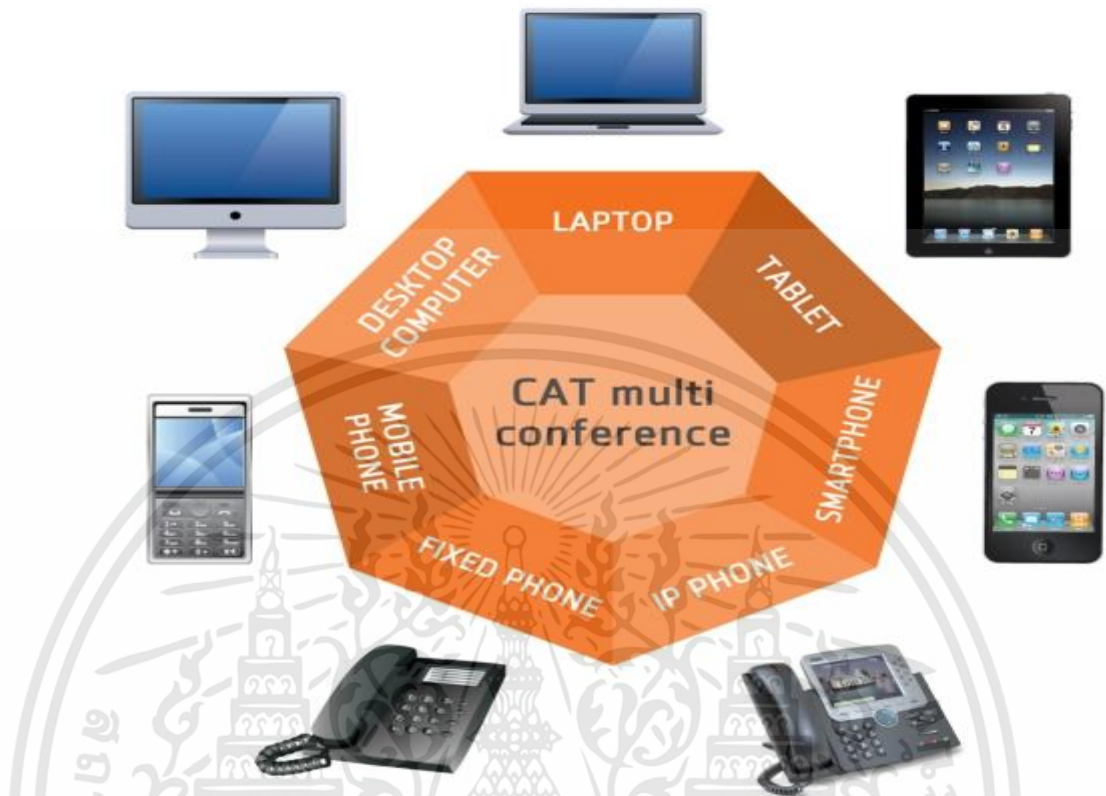 LAPTOP
TABLET
SMARTPHONE
IP PHONE
FIXED PHONE
MOBILE
PHONE
DESKTOP
COMPUTER
CAT multi
conference